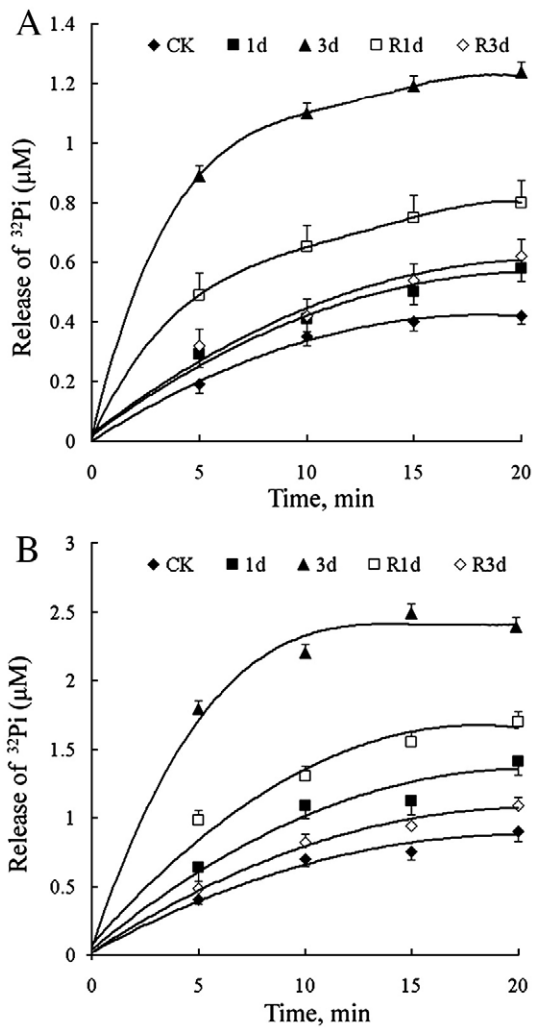 A
1.4
CK 1d 3d R1d R3d
1.2
1
0.8
0.6
0.4
0.2
0
Release of ³²Pi (μM)
0 5 10 15 20
Time, min
B
3
CK 1d 3d R1d R3d
2.5
2
1.5
1
0.5
0
Release of ³²Pi (μM)
0 5 10 15 20
Time, min